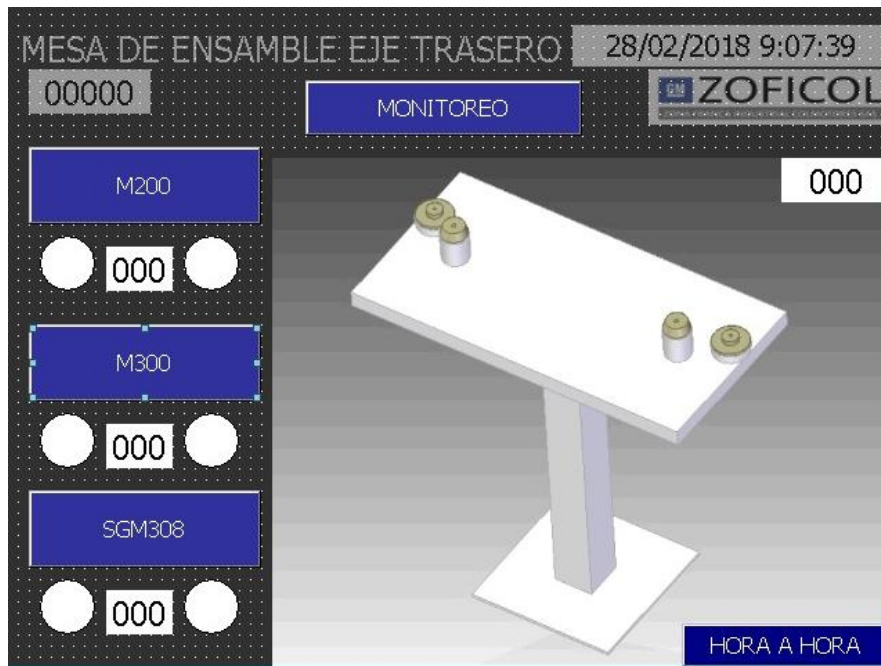 MESA DE ENSAMBLE EJE TRASERO
28/02/2018 9:07:39
00000
MONITOREO
GM ZOFICOL
M200
000
000
M300
000
SGM308
000
HORA A HORA